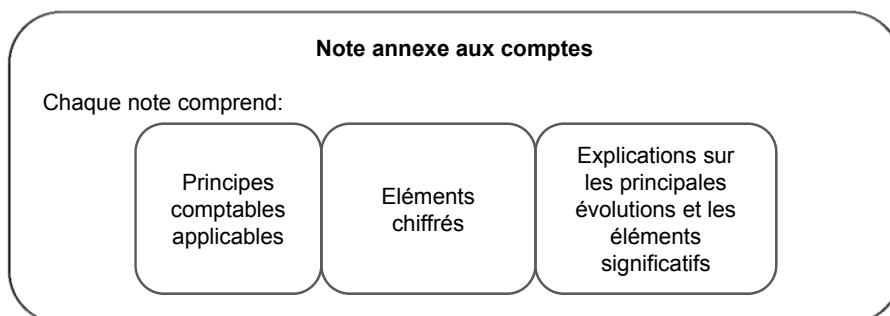 Note annexe aux comptes
Chaque note comprend:
Principes
comptables
applicables
Eléments
chiffrés
Explications sur
les principales
évolutions et les
éléments
significatifs